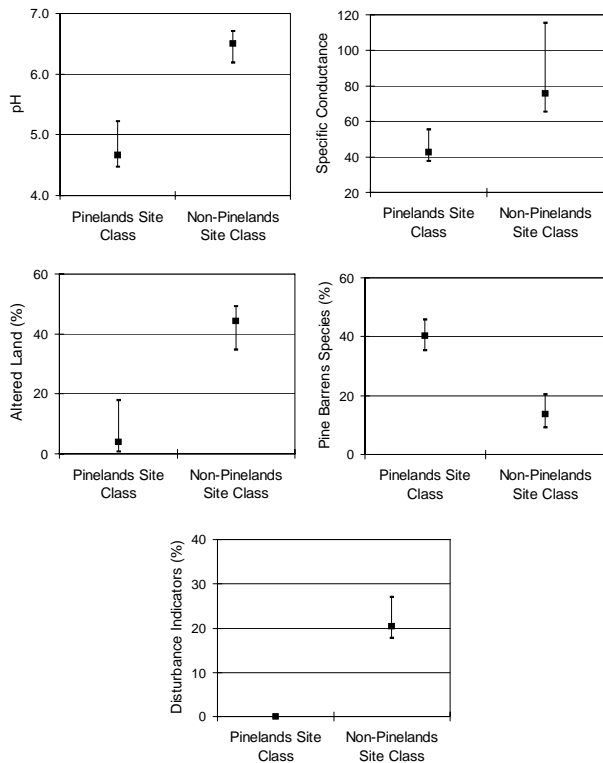 7.0
6.0
5.0
4.0
pH
Pinelands Site Class
Non-Pinelands Site Class
120
100
80
60
40
20
Specific Conductance
Pinelands Site Class
Non-Pinelands Site Class
60
40
20
0
Altered Land (%)
Pinelands Site Class
Non-Pinelands Site Class
60
40
20
0
Pine Barrens Species (%)
Pinelands Site Class
Non-Pinelands Site Class
40
30
20
10
0
Disturbance Indicators (%)
Pinelands Site Class
Non-Pinelands Site Class